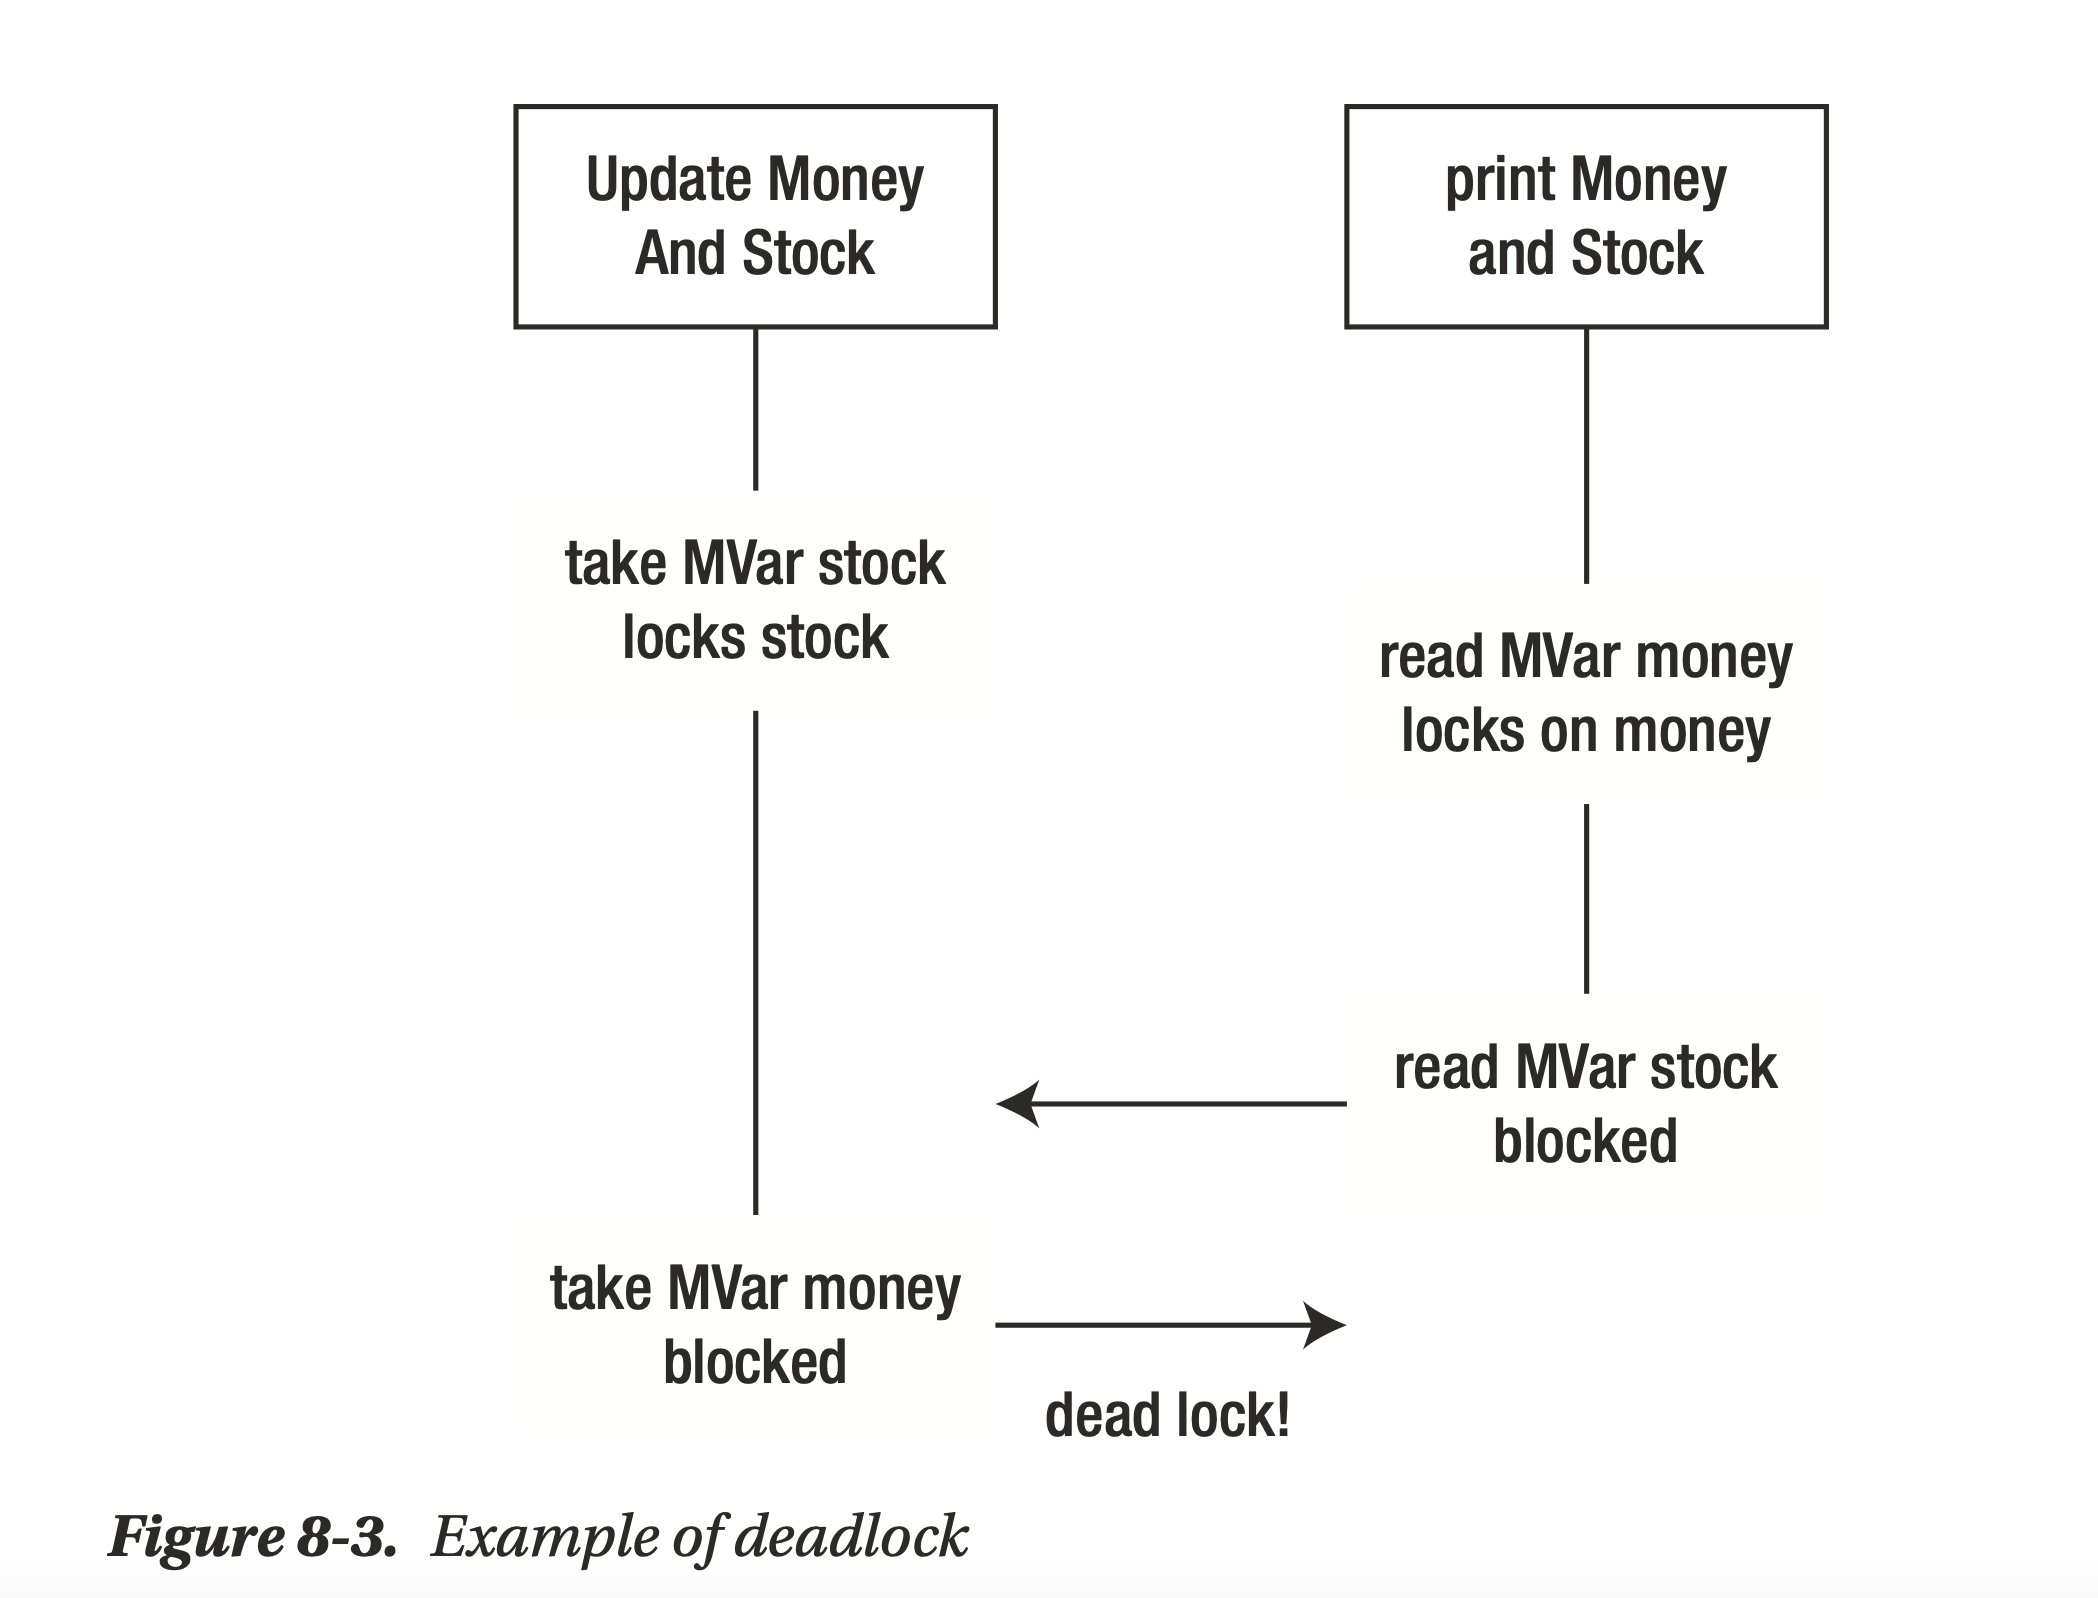 Update Money
And Stock
print Money
and Stock
take MVar stock
locks stock
read MVar money
locks on money
read MVar stock
blocked
take MVar money
blocked
dead lock!
Figure 8-3. Example of deadlock